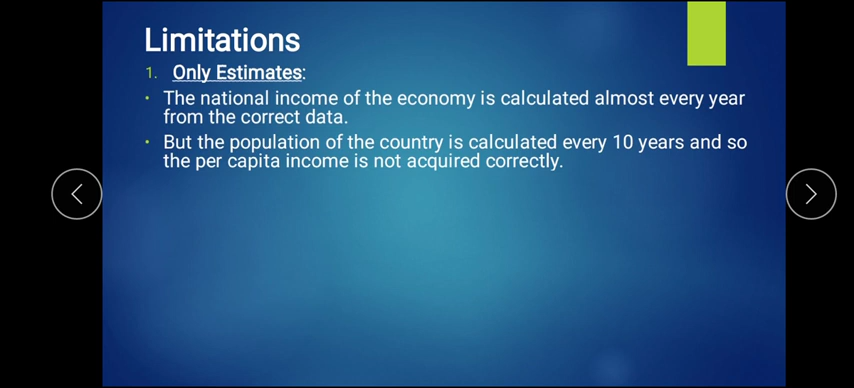 Limitations
1. Only Estimates:
• The national income of the economy is calculated almost every year
from the correct data.
• But the population of the country is calculated every 10 years and so
the per capita income is not acquired correctly.